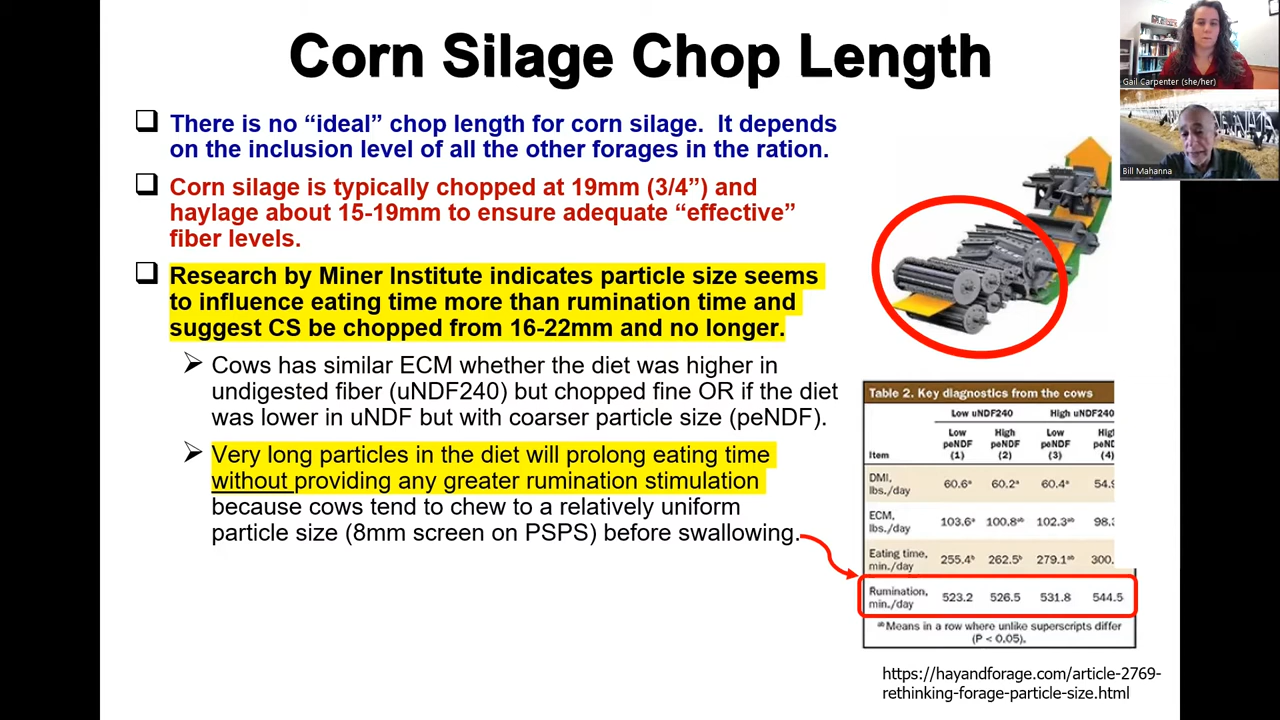 Corn Silage Chop Length
There is no “ideal” chop length for corn silage. It depends
on the inclusion level of all the other forages in the ration.
Corn silage is typically chopped at 19mm (3/4”) and
haylage about 15-19mm to ensure adequate “effective”
fiber levels.
Research by Miner Institute indicates particle size seems
to influence eating time more than rumination time and
suggest CS be chopped from 16-22mm and no longer.
Cows has similar ECM whether the diet was higher in
undigested fiber (uNDF240) but chopped fine OR if the diet
was lower in uNDF but with coarser particle size (peNDF).
Very long particles in the diet will prolong eating time
without providing any greater rumination stimulation
because cows tend to chew to a relatively uniform
particle size (8mm screen on PSPS) before swallowing.
Gail Carpenter (she/her)
Bill Mahanna
Table 2. Key diagnostics from the cows
Low uNDF240 High uNDF240
Low High Low
peNDF peNDF peNDF
Item (1) (2) (3) (4)
DMI,
lbs./day 60.6ᵃ 60.2ᵃ 60.4ᵃ 54.
ECM,
lbs./day 103.6ᵃ 100.8ᵃᵇ 102.3ᵃᵇ 98.
Eating time,
min./day 255.4ᵇ 262.5ᵇ 279.1ᵃᵇ 300.
Rumination,
min./day 523.2 526.5 531.8 544.5
ᵃᵇMeans in a row where unlike superscripts differ
(P < 0.05).
https://hayandforage.com/article-2769-
rethinking-forage-particle-size.html